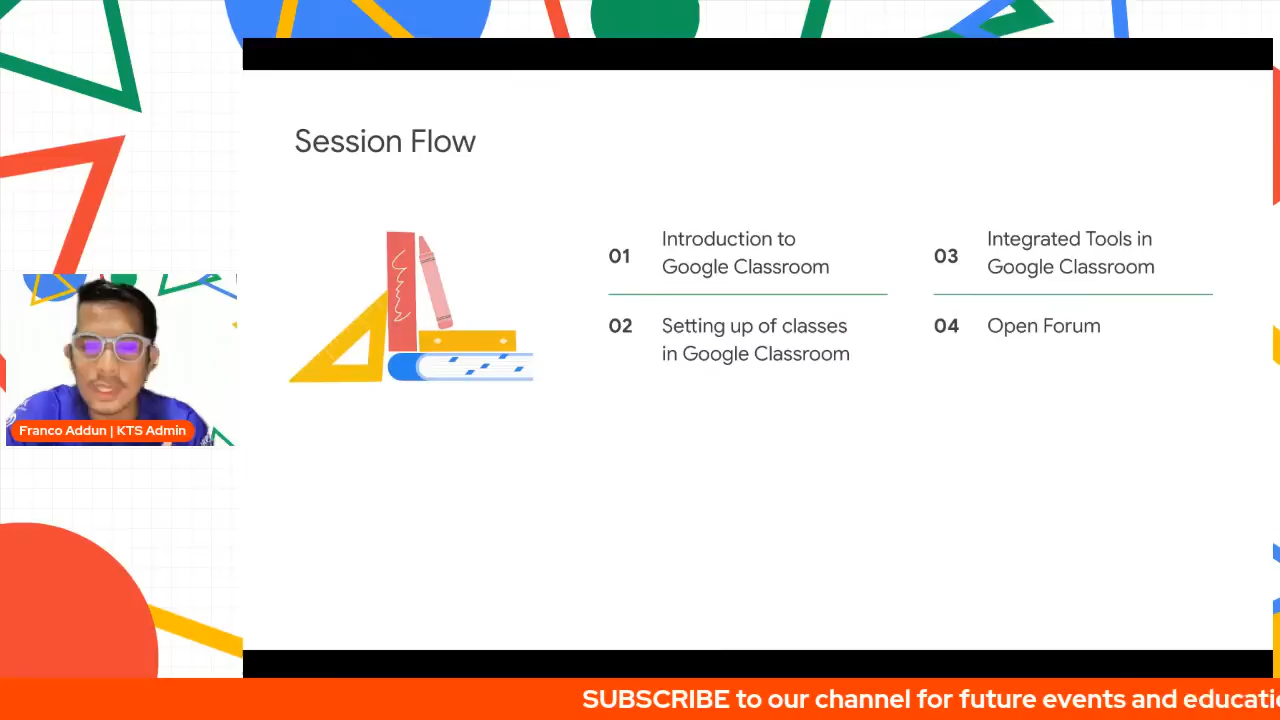 Session Flow
01
Introduction to
Google Classroom
02
Setting up of classes
in Google Classroom
03
Integrated Tools in
Google Classroom
04
Open Forum
Franco Addun | KTS Admin
SUBSCRIBE to our channel for future events and educati